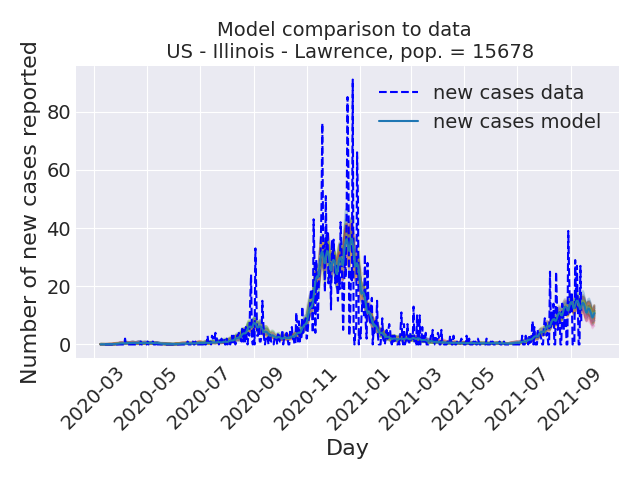 Model comparison to data
US - Illinois - Lawrence, pop. = 15678
Number of new cases reported
80
60
40
20
0
new cases data
new cases model
2020-03
2020-05
2020-07
2020-09
2020-11
2021-01
2021-03
2021-05
2021-07
2021-09
Day